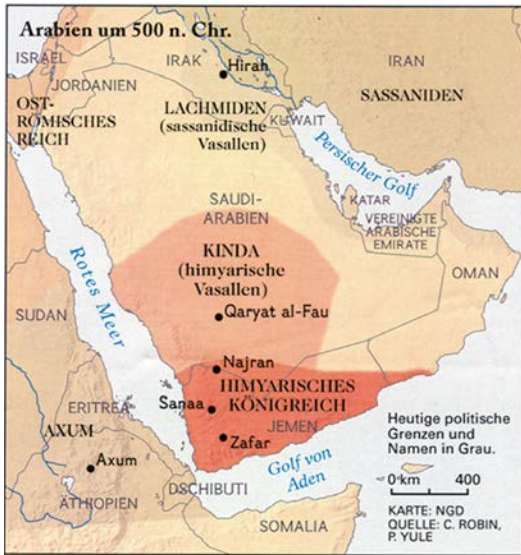 Arabien um 500 n. Chr.
ISRAEL
IRAK
Hirah
IRAN
JORDANIEN
OST-
RÖMISCHES
REICH
LACHMIDEN
(sassanidische
Vasallen)
SASSANIDEN
KUWAIT
Persischer Golf
KATAR
SAUDI-
ARABIEN
VEREINIGTE
ARABISCHE
EMIRATE
KINDA
(himyarische
Vasallen)
OMAN
Rotes Meer
SUDAN
Qaryat al-Fau
Najran
HIMYARISCHES
KÖNIGREICH
Sanaa
JEMEN
Zafar
ERITREA
AXUM
Axum
ÄTHIOPIEN
DSCHIBUTI
Golf von
Aden
SOMALIA
Heutige politische
Grenzen und
Namen in Grau.
0 km 400
KARTE: NGD
QUELLE: C. ROBIN,
P. YULE